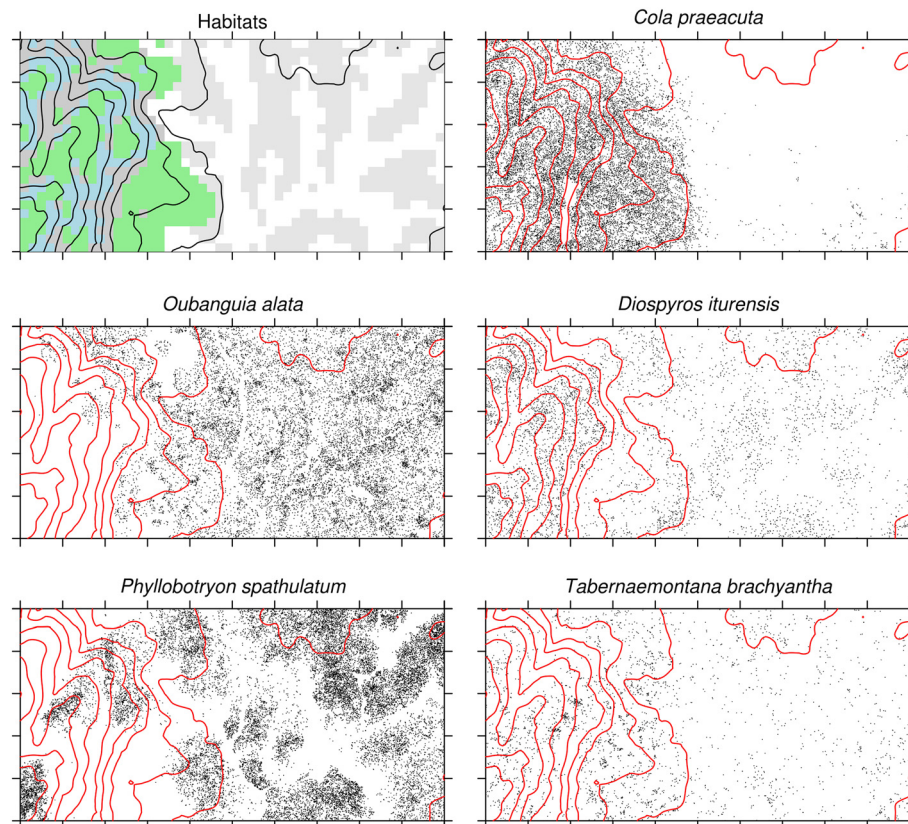 Habitats
Cola praeacuta
Oubanguia alata
Diospyros iturensis
Phyllobotryon spathulatum
Tabernaemontana brachyantha